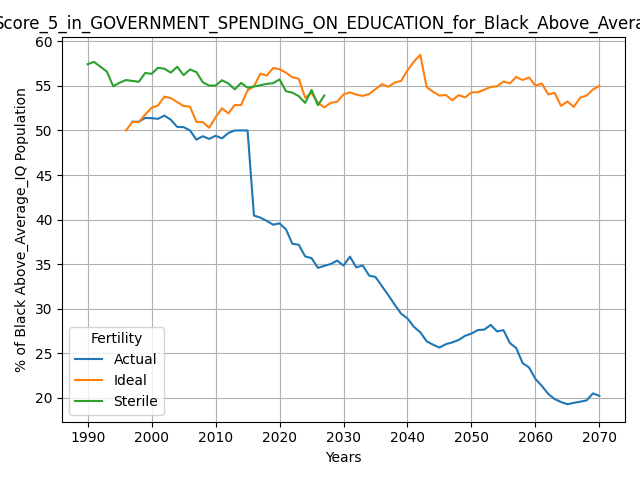 Score_5_in_GOVERNMENT_SPENDING_ON_EDUCATION_for_Black_Above_Avera
% of Black Above_Average_IQ Population
60
55
50
45
40
35
30
25
20
Fertility
Actual
Ideal
Sterile
1990 2000 2010 2020 2030 2040 2050 2060 2070
Years